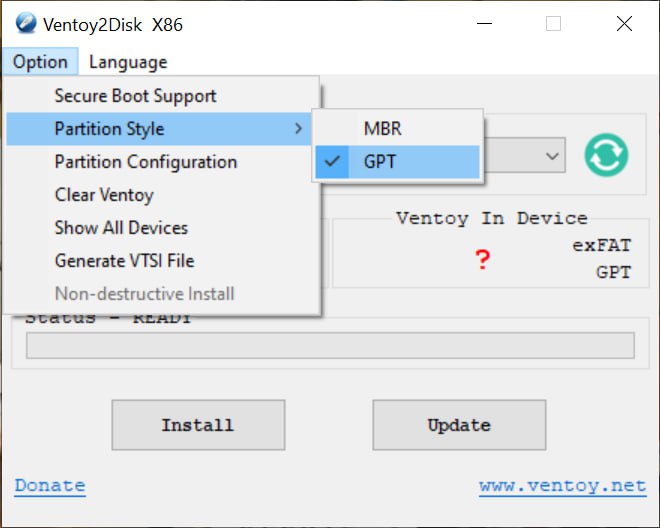 Ventoy2Disk X86
Option Language
Secure Boot Support
Partition Style
MBR
Partition Configuration
GPT
Clear Ventoy
Show All Devices
Ventoy In Device
Generate VTSI File
?
exFAT
GPT
Non-destructive Install
Status - READY
Install
Update
Donate
www.ventoy.net